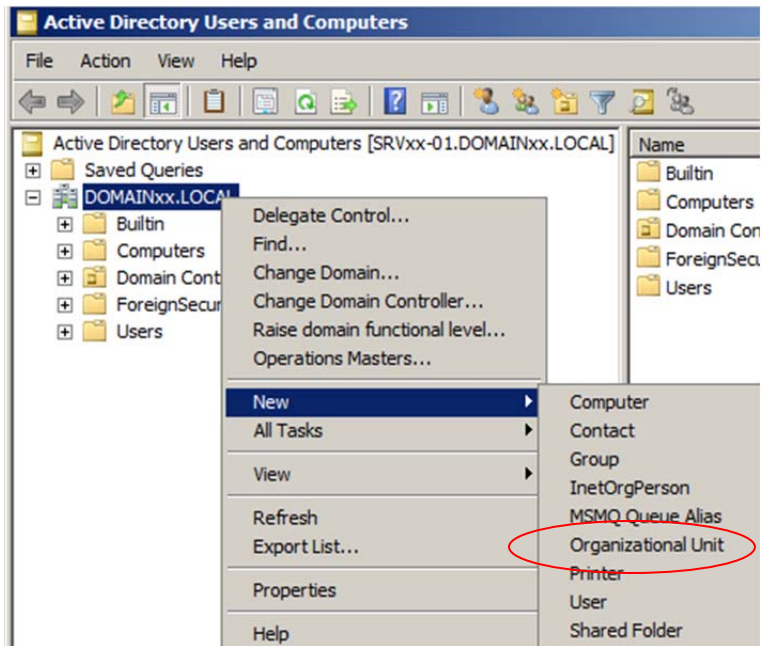 Active Directory Users and Computers
File Action View Help
Active Directory Users and Computers [SRVxx-01.DOMAINxx.LOCAL]
Saved Queries
DOMAINxx.LOCAL
Builtin
Computers
Domain Cont
ForeignSecur
Users
Delegate Control...
Find...
Change Domain...
Change Domain Controller...
Raise domain functional level...
Operations Masters...
New
All Tasks
View
Refresh
Export List...
Properties
Help
Computer
Contact
Group
InetOrgPerson
MSMQ Queue Alias
Organizational Unit
Printer
User
Shared Folder
Name
Builtin
Computers
Domain Con
ForeignSecu
Users